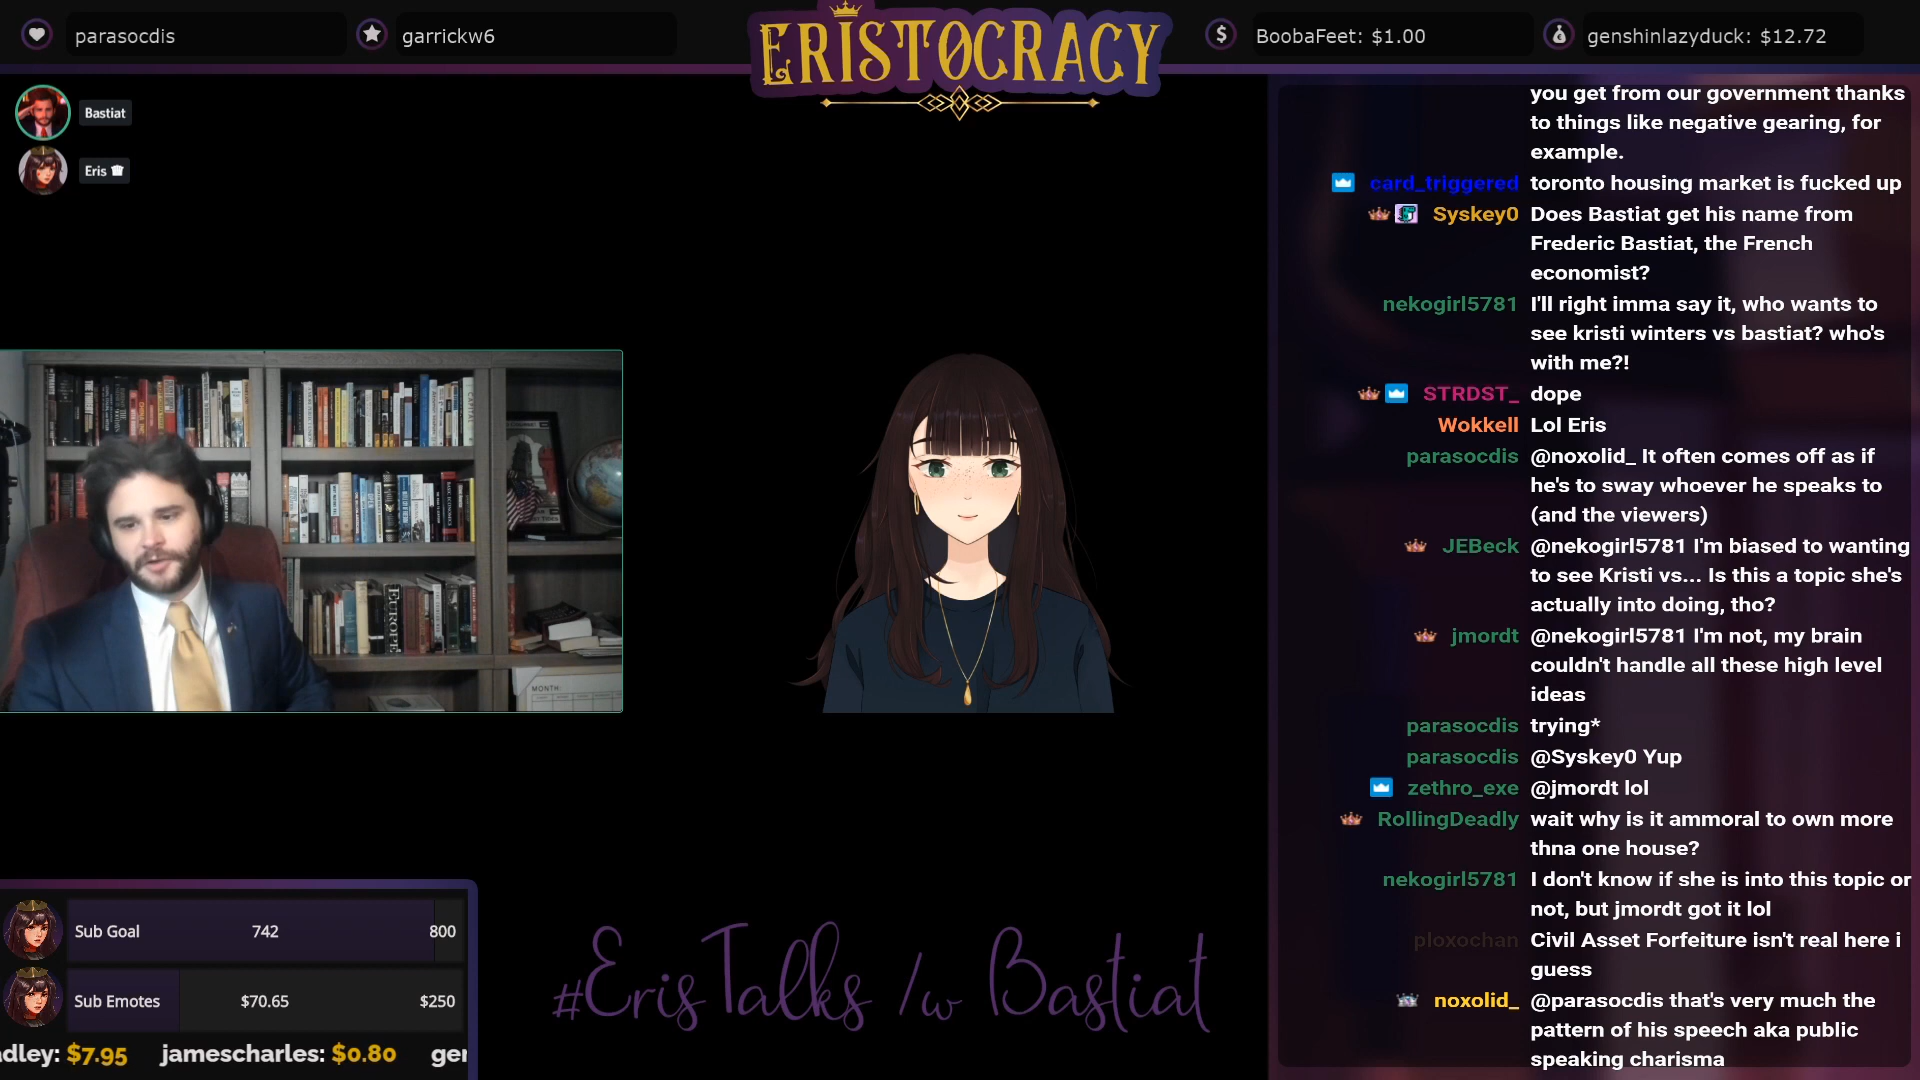 parasocdis
garrickw6
ERISTOCRACY
BoobaFeet: $1.00
genshinlazyduck: $12.72
Bastiat
Eris
you get from our government thanks
to things like negative gearing, for
example.
card_triggered toronto housing market is fucked up
Syskey0 Does Bastiat get his name from
Frederic Bastiat, the French
economist?
nekogirl5781 I'll right imma say it, who wants to
see kristi winters vs bastiat? who's
with me?!
STRDST_ dope
Wokkell Lol Eris
parasocdis @noxolid_ It often comes off as if
he's to sway whoever he speaks to
(and the viewers)
JEBeck @nekogirl5781 I'm biased to wanting
to see Kristi vs... Is this a topic she's
actually into doing, tho?
jmordt @nekogirl5781 I'm not, my brain
couldn't handle all these high level
ideas
parasocdis trying*
parasocdis @Syskey0 Yup
zethro_exe @jmordt lol
RollingDeadly wait why is it ammoral to own more
thna one house?
nekogirl5781 I don't know if she is into this topic or
not, but jmordt got it lol
ploxochan Civil Asset Forfeiture isn't real here i
guess
noxolid_ @parasocdis that's very much the
pattern of his speech aka public
speaking charisma
EUROPE
MONTH:
Sub Goal 742 800
Sub Emotes $70.65 $250
adley: $7.95 jamescharles: $0.80 ger
#ErisTalks /w Bastiat